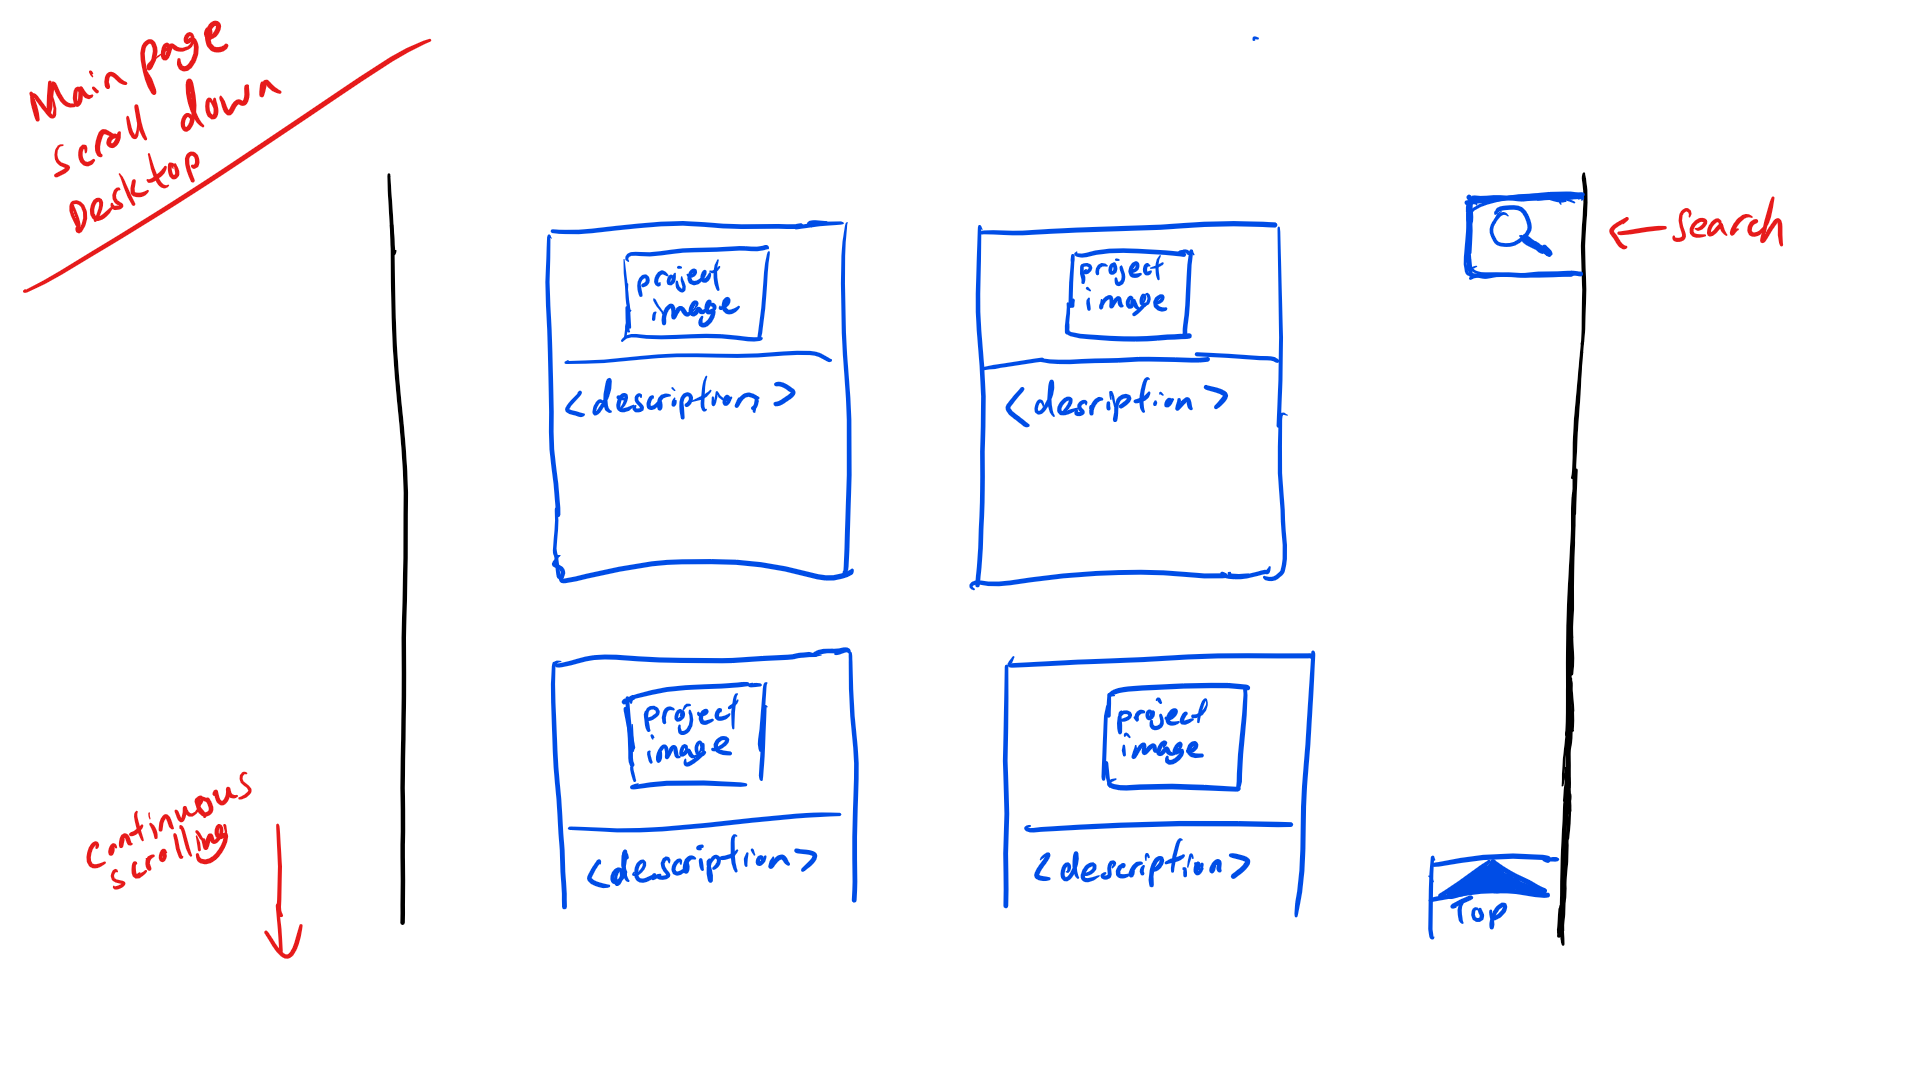 Main page
scroll down
Desktop
← search
project
image
<description>
project
image
<desription>
project
image
<description>
project
image
<description>
Top
Continuous
scrolling